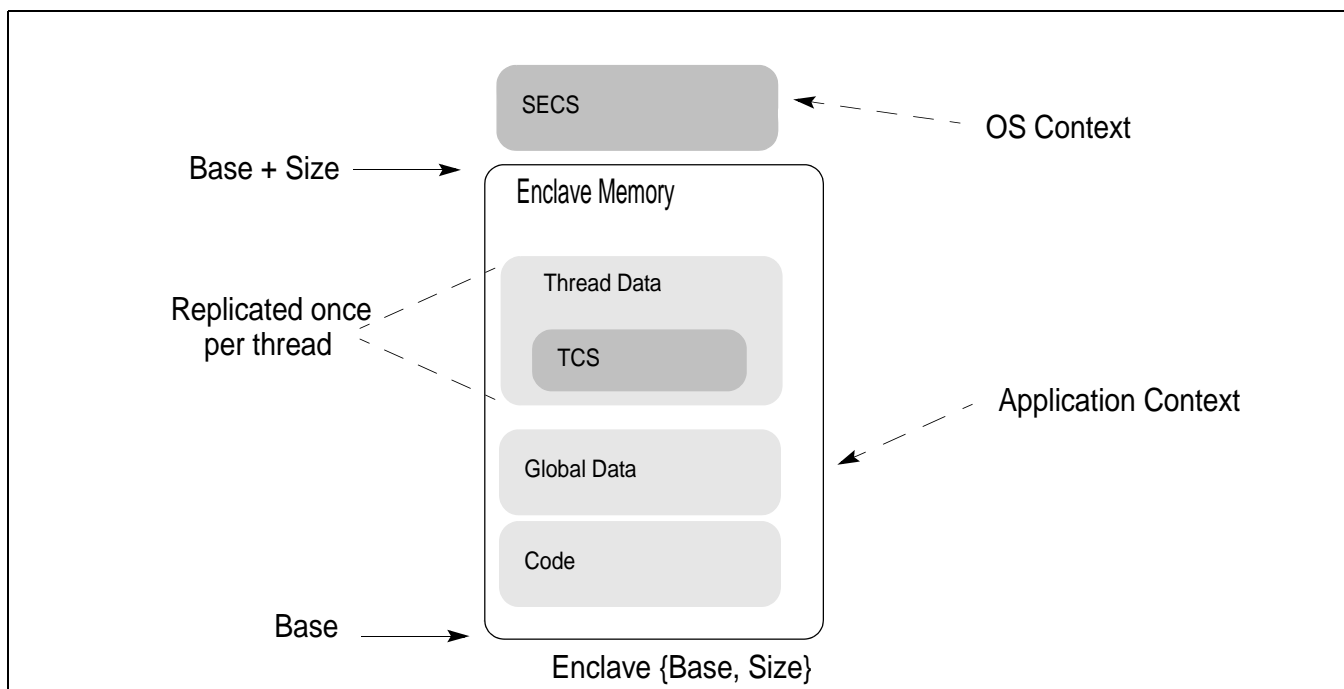 SECS
OS Context
Base + Size
Enclave Memory
Thread Data
Replicated once
per thread
TCS
Application Context
Global Data
Code
Base
Enclave {Base, Size}